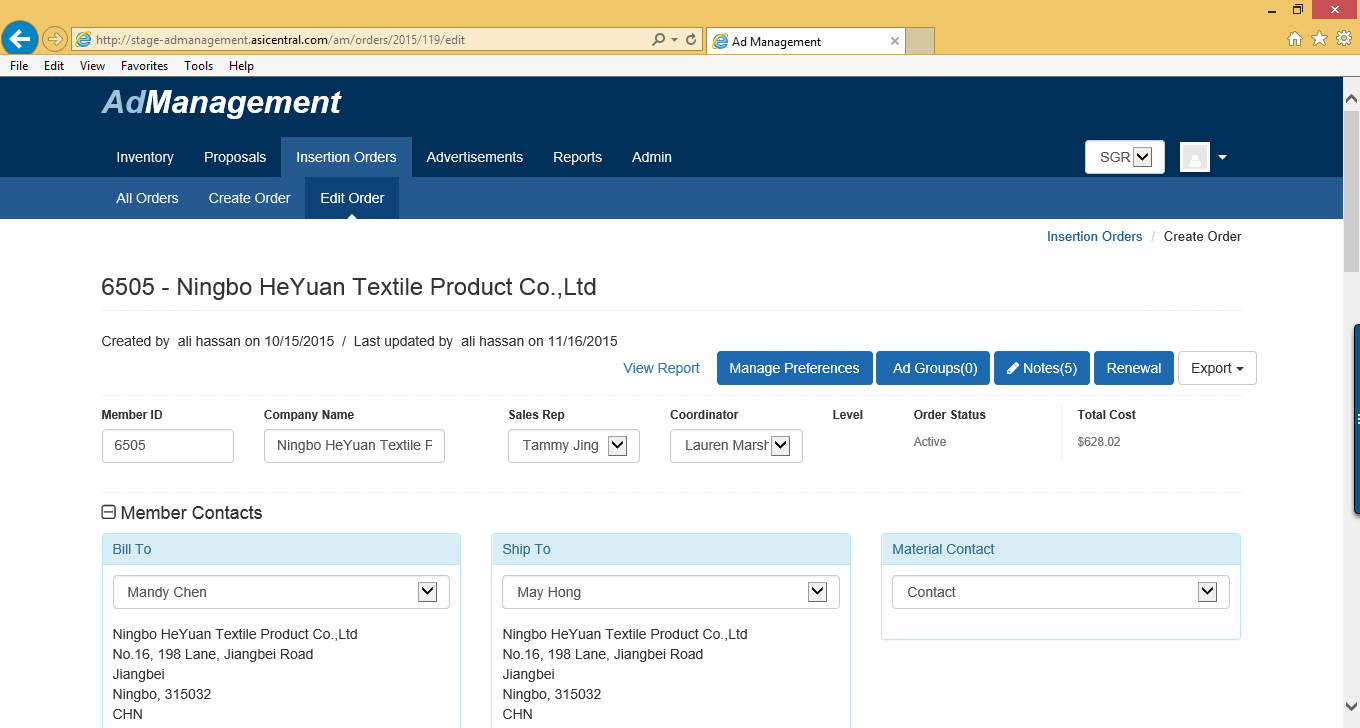 http://stage-admanagement.asicentral.com/am/orders/2015/119/edit
Ad Management
File Edit View Favorites Tools Help
AdManagement
Inventory Proposals Insertion Orders Advertisements Reports Admin
SGR
All Orders Create Order Edit Order
Insertion Orders / Create Order
6505 - Ningbo HeYuan Textile Product Co.,Ltd
Created by ali hassan on 10/15/2015 / Last updated by ali hassan on 11/16/2015
View Report Manage Preferences Ad Groups(0) Notes(5) Renewal Export
Member ID Company Name Sales Rep Coordinator Level Order Status Total Cost
6505 Ningbo HeYuan Textile P Tammy Jing Lauren Marsh Active $628.02
Member Contacts
Bill To Ship To Material Contact
Mandy Chen May Hong Contact
Ningbo HeYuan Textile Product Co.,Ltd Ningbo HeYuan Textile Product Co.,Ltd
No.16, 198 Lane, Jiangbei Road No.16, 198 Lane, Jiangbei Road
Jiangbei Jiangbei
Ningbo, 315032 Ningbo, 315032
CHN CHN